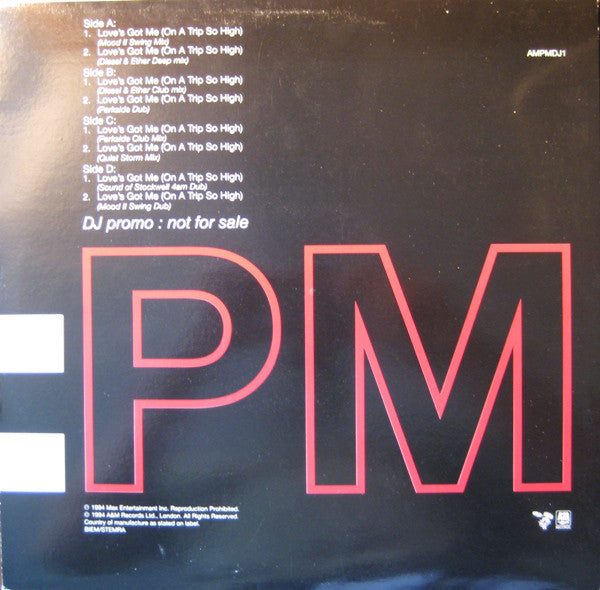 Side A:
1. Love's Got Me (On A Trip So High)
(Mood II Swing Mix)
2. Love's Got Me (On A Trip So High)
(Diesel & Ether Deep mix)
Side B:
1. Love's Got Me (On A Trip So High)
(Diesel & Ether Club mix)
2. Love's Got Me (On A Trip So High)
(Parkside Dub)
Side C:
1. Love's Got Me (On A Trip So High)
(Parkside Club Mix)
2. Love's Got Me (On A Trip So High)
(Quiet Storm Mix)
Side D:
1. Love's Got Me (On A Trip So High)
(Sound of Stockwell 4am Dub)
2. Love's Got Me (On A Trip So High)
(Mood II Swing Dub)
DJ promo : not for sale
AMPMDJ1
:PM
℗ 1994 Max Entertainment Inc. Reproduction Prohibited.
© 1994 A&M Records Ltd., London. All Rights Reserved.
Country of manufacture as stated on label.
BIEM/STEMRA
A&M
RECORDS